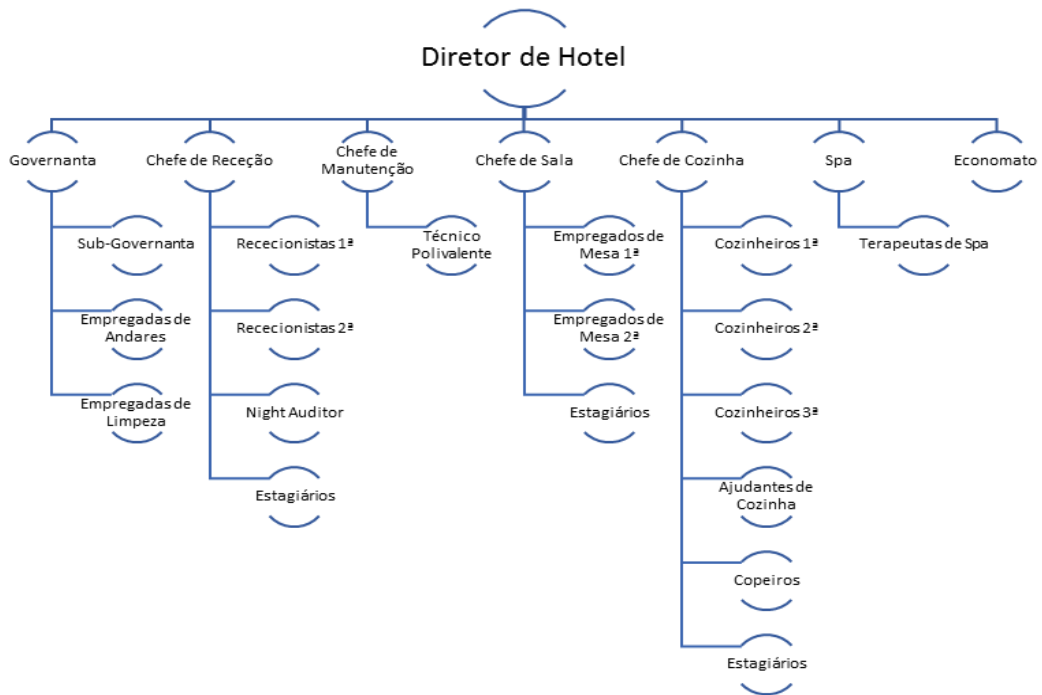 Diretor de Hotel
Governanta
Chefe de Receção
Chefe de
Manutenção
Chefe de Sala
Chefe de Cozinha
Spa
Economato
Sub-Governanta
Empregadas de
Andares
Empregadas de
Limpeza
Rececionistas 1ª
Rececionistas 2ª
Night Auditor
Estagiários
Técnico
Polivalente
Empregados de
Mesa 1ª
Empregados de
Mesa 2ª
Estagiários
Cozinheiros 1ª
Cozinheiros 2ª
Cozinheiros 3ª
Ajudantes de
Cozinha
Copeiros
Estagiários
Terapeutas de Spa